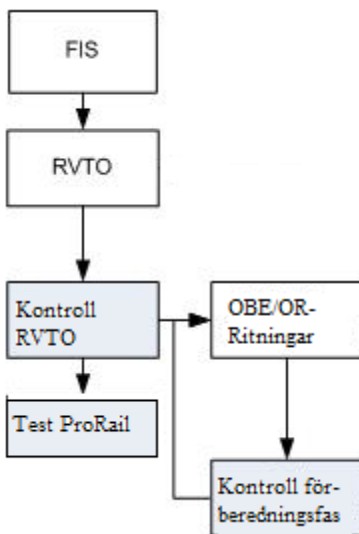 FIS
RVTO
Kontroll
RVTO
OBE/OR-
Ritningar
Test ProRail
Kontroll för-
beredningsfas